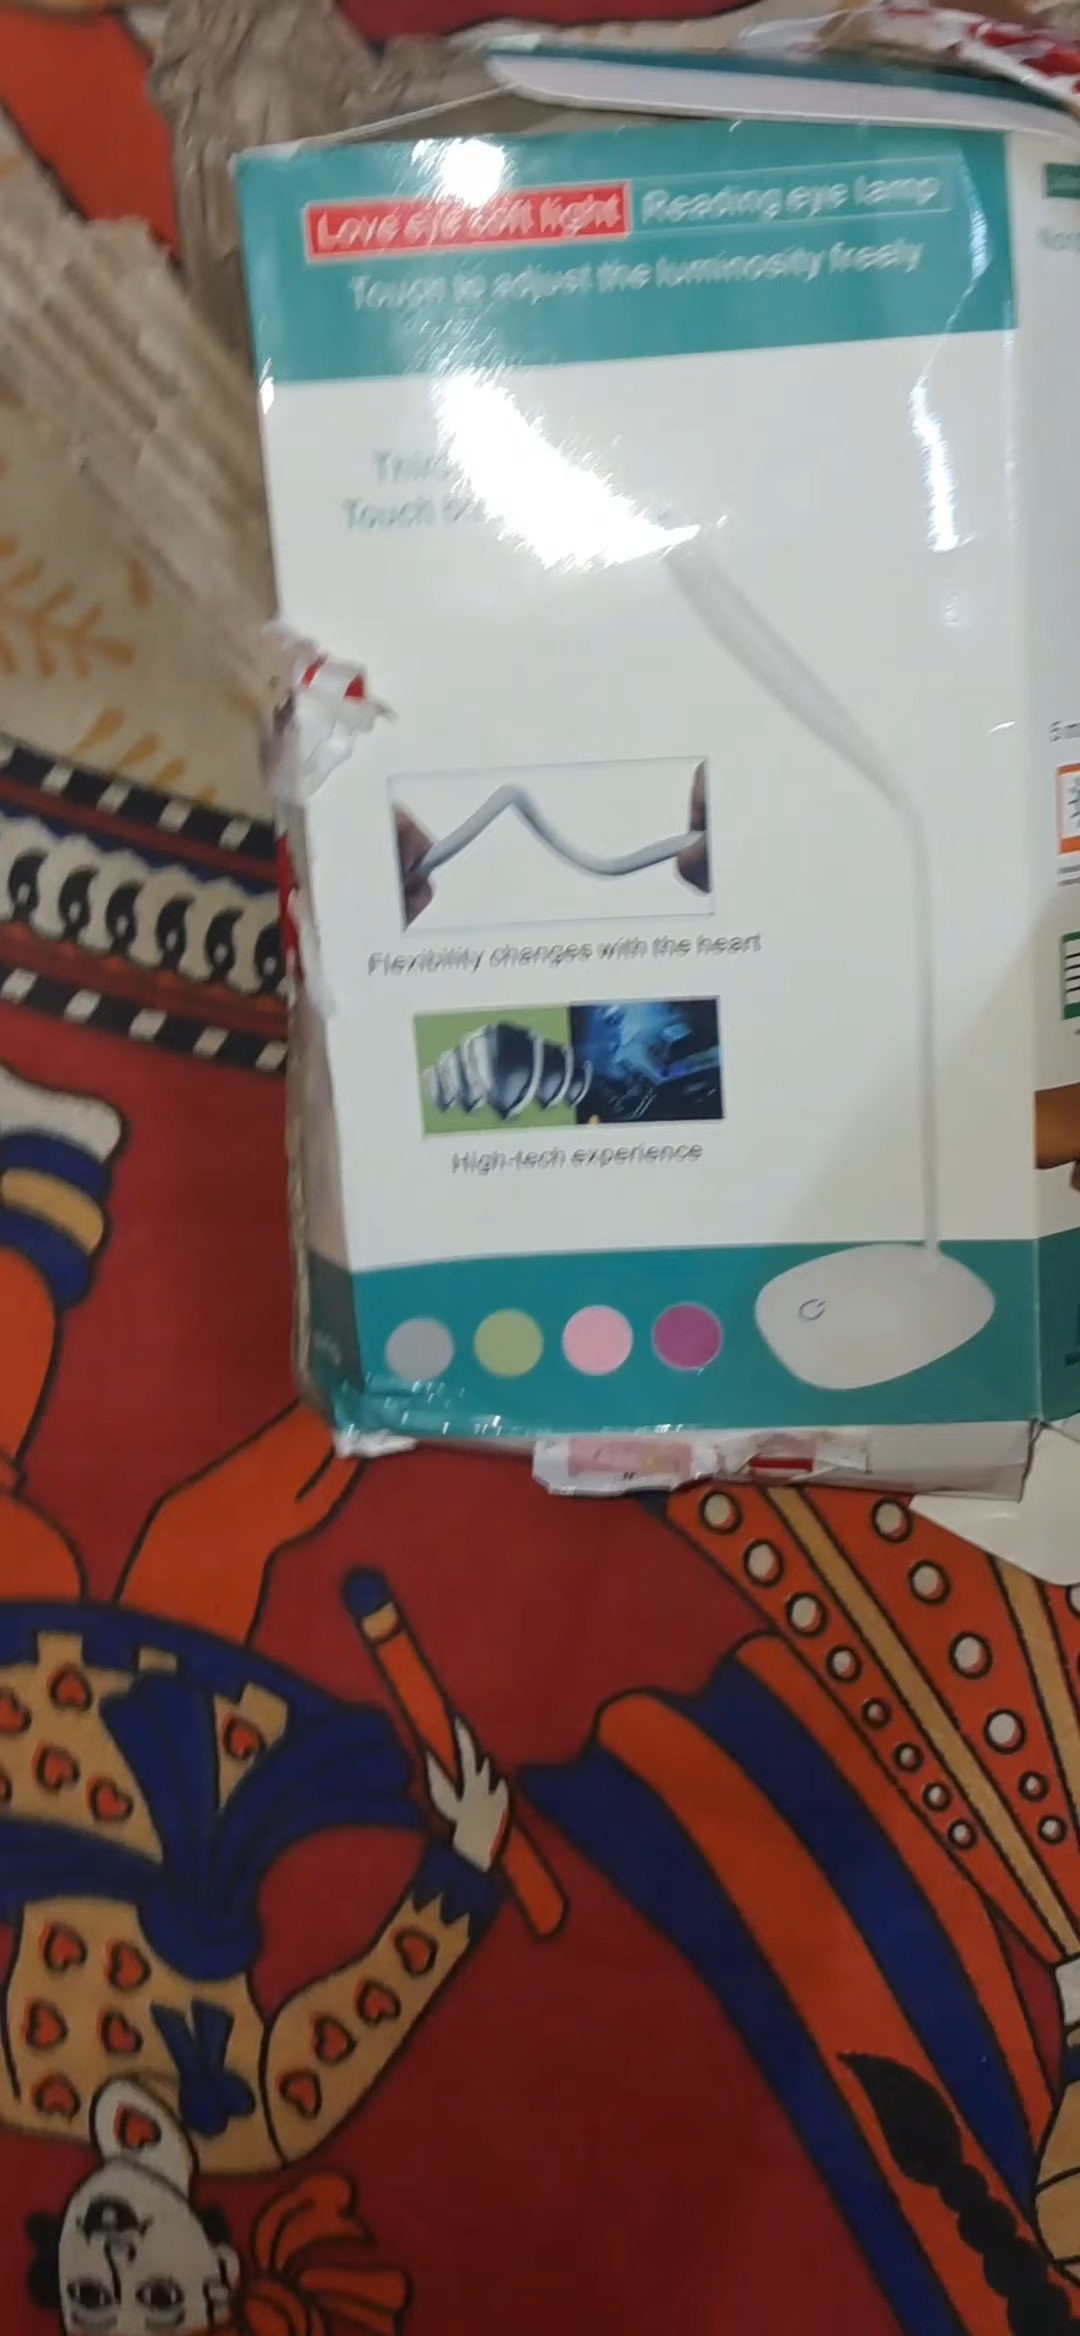 Love eye soft light Reading eye lamp
Touch to adjust the luminosity freely
Touch
Flexibility changes with the heart
High-tech experience